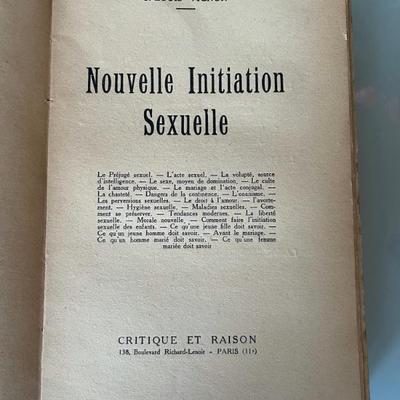 Nouvelle Initiation
Sexuelle
Le Préjugé sexuel. — L'acte sexuel. — La volupté, source
d'intelligence. — Le sexe, moyen de domination. — Le culte
de l'amour physique. — Le mariage et l'acte conjugal. —
La chasteté. — Dangers de la continence. — L'onanisme. —
Les perversions sexuelles. — Le droit à l'amour. — L'avorte-
ment. — Hygiène sexuelle. — Maladies sexuelles. — Com-
ment se préserver. — Tendances modernes. — La liberté
sexuelle. — Morale nouvelle. — Comment faire l'initiation
sexuelle des enfants. — Ce qu'une jeune fille doit savoir. —
Ce qu'un jeune homme doit savoir. — Avant le mariage. —
Ce qu'un homme marié doit savoir. — Ce qu'une femme
mariée doit savoir
CRITIQUE ET RAISON
138, Boulevard Richard-Lenoir - PARIS (11e)